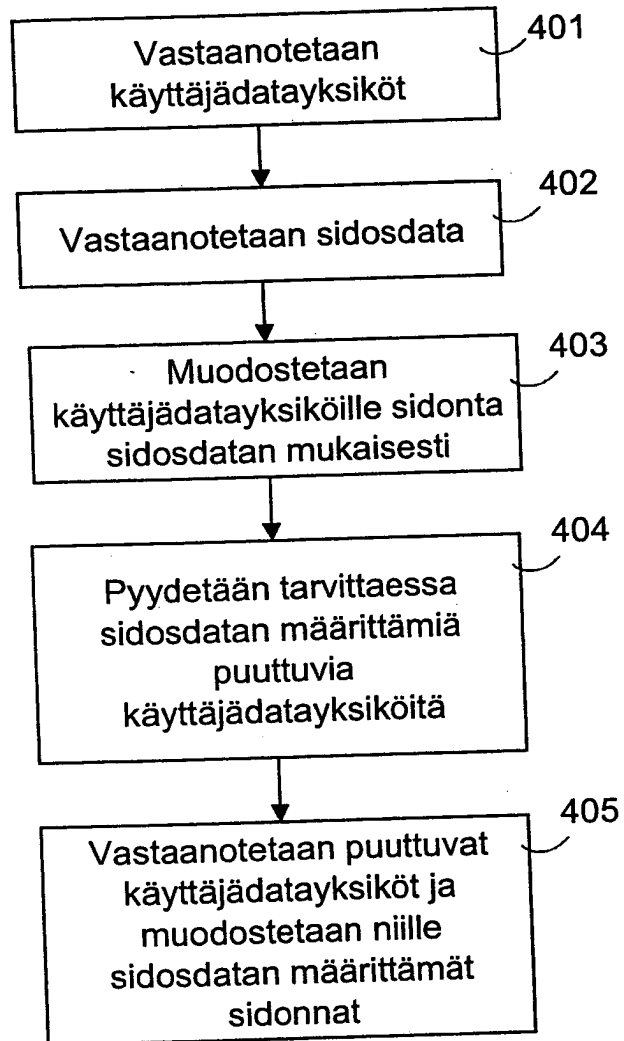 Vastaanotetaan
käyttäjädatayksiköt
401
Vastaanotetaan sidosdata
402
Muodostetaan
käyttäjädatayksiköille sidonta
sidosdatan mukaisesti
403
Pyydetään tarvittaessa
sidosdatan määrittämiä
puuttuvia
käyttäjädatayksiköitä
404
Vastaanotetaan puuttuvat
käyttäjädatayksiköt ja
muodostetaan niille
sidosdatan määrittämät
sidonnat
405